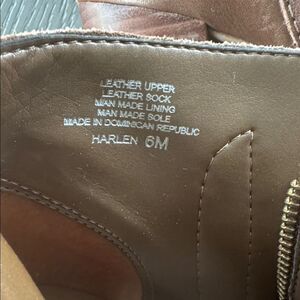 LEATHER UPPER
LEATHER SOCK
MAN MADE LINING
MAN MADE SOLE
MADE IN DOMINICAN REPUBLIC
HARLEN 6M